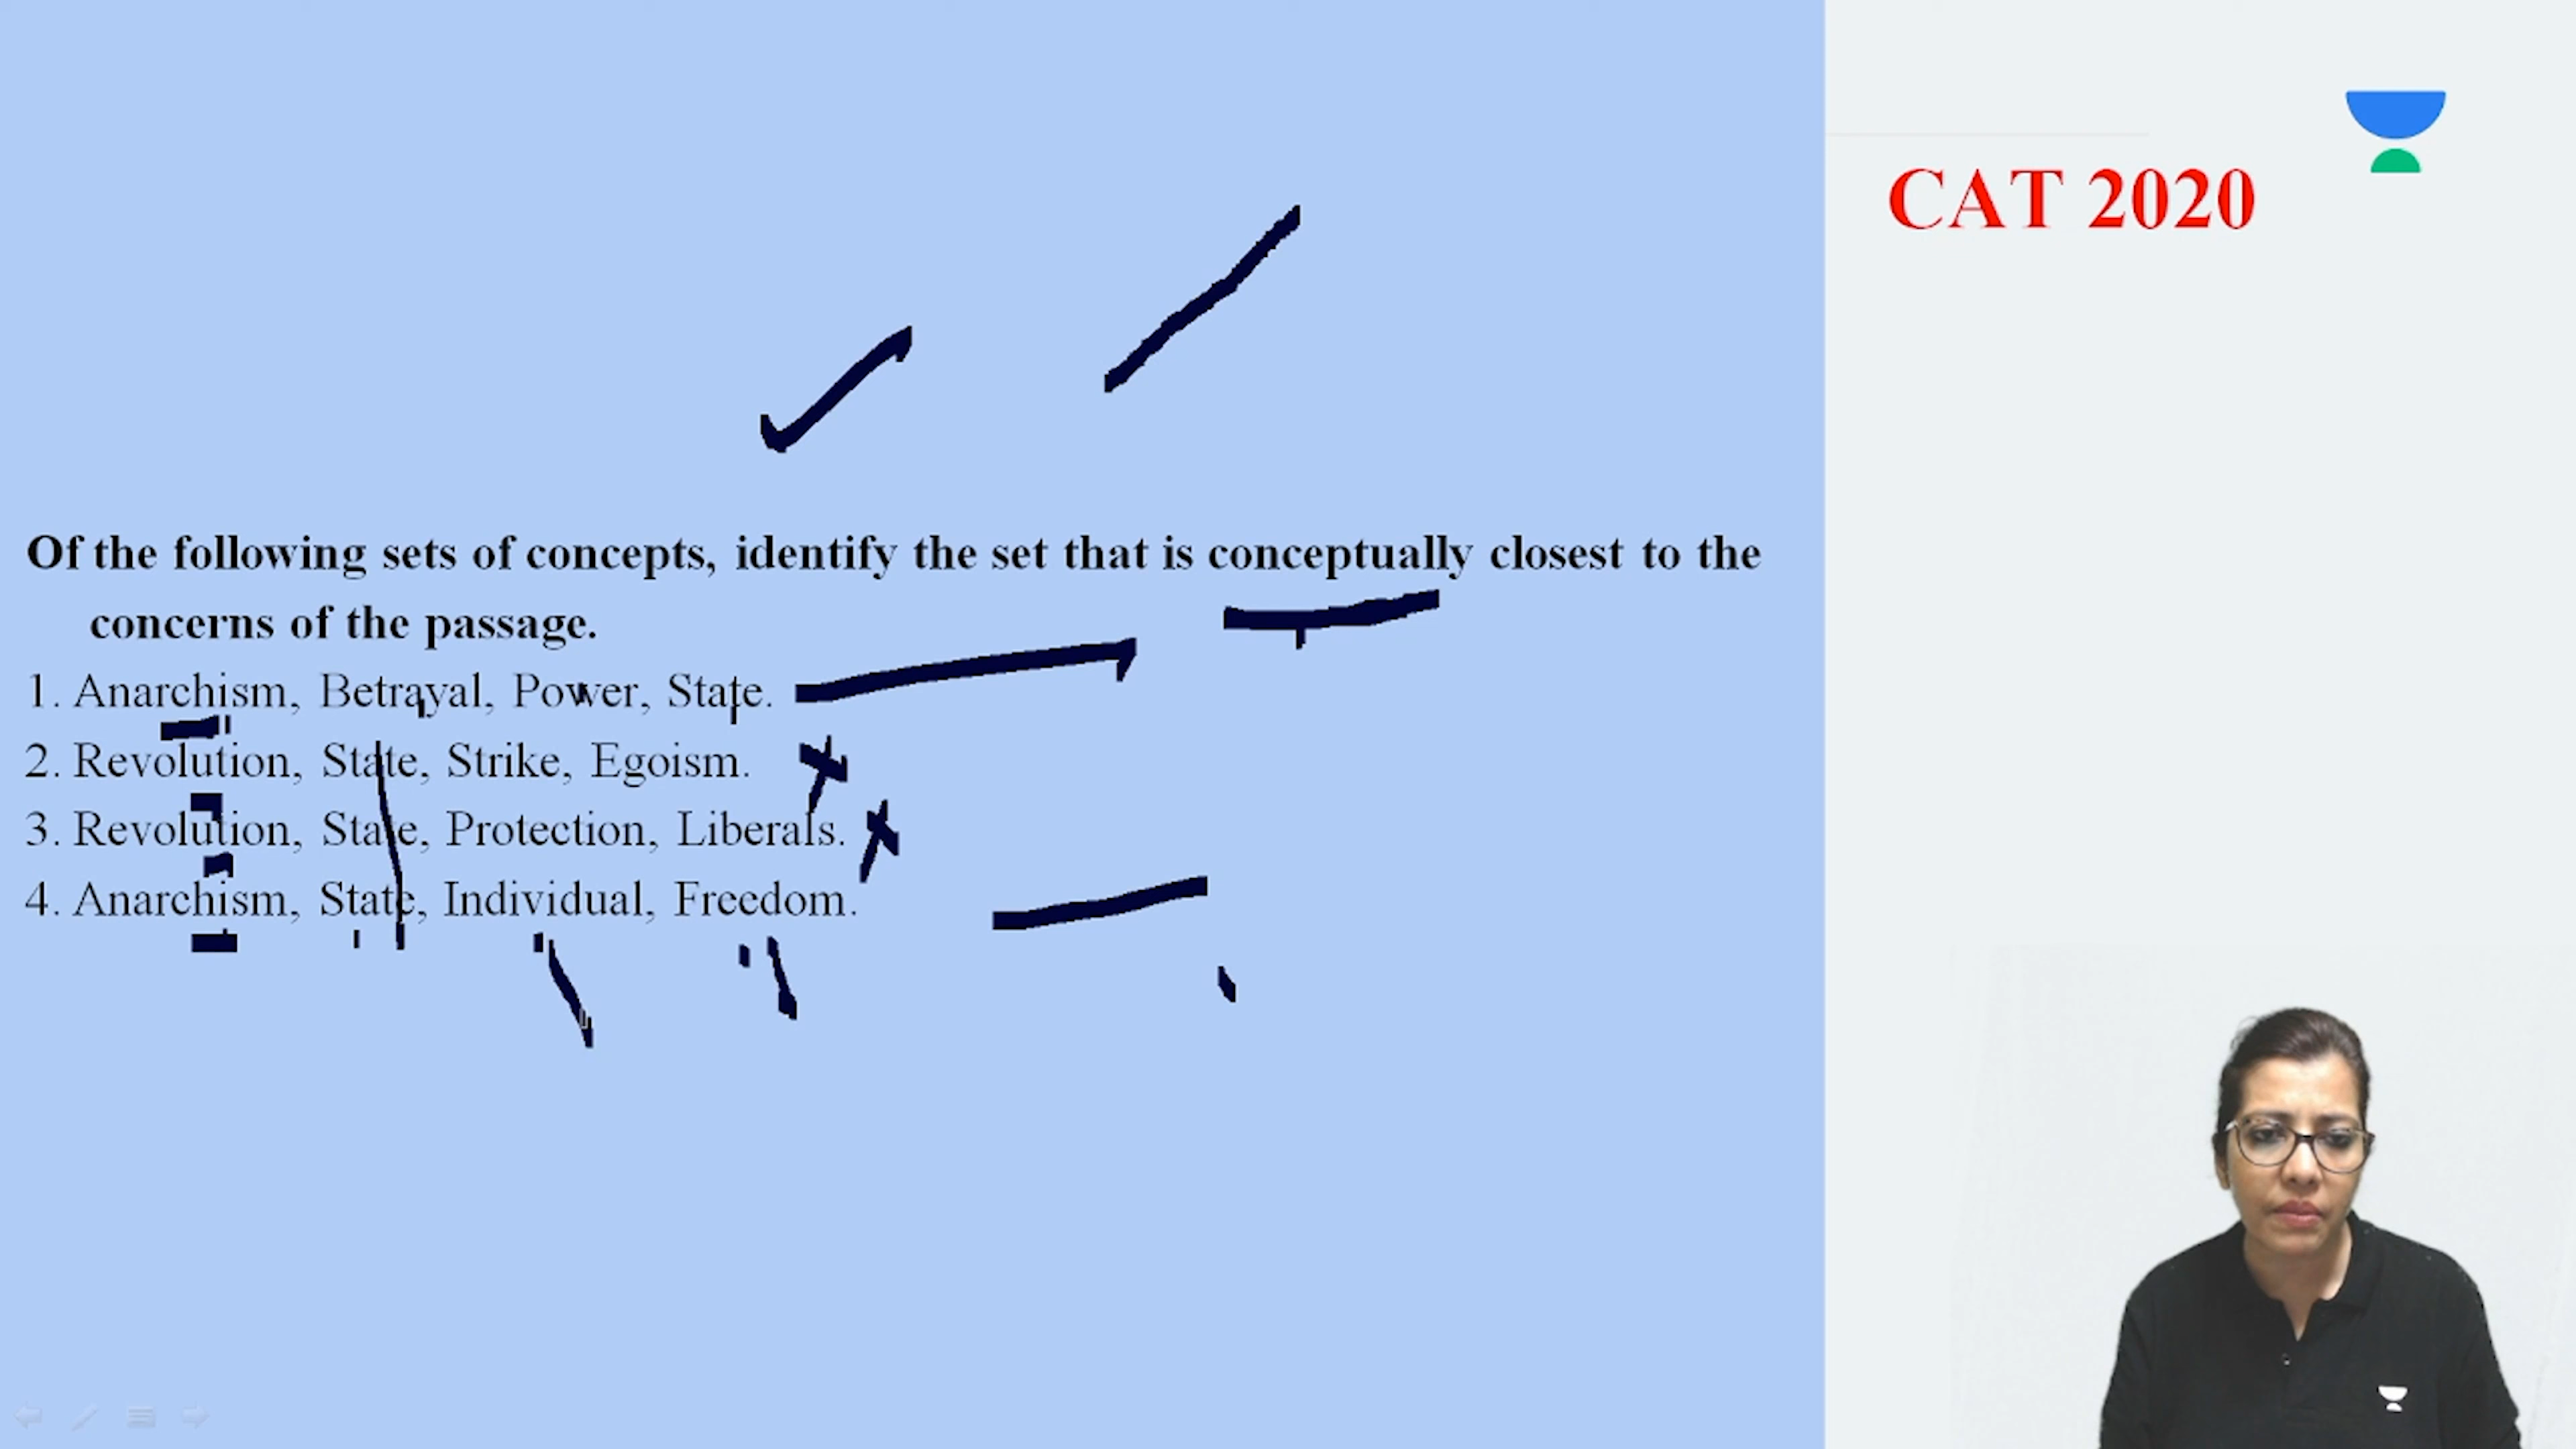 CAT 2020
Of the following sets of concepts, identify the set that is conceptually closest to the
concerns of the passage.
1. Anarchism, Betrayal, Power, State.
2. Revolution, State, Strike, Egoism.
3. Revolution, State, Protection, Liberals.
4. Anarchism, State, Individual, Freedom.